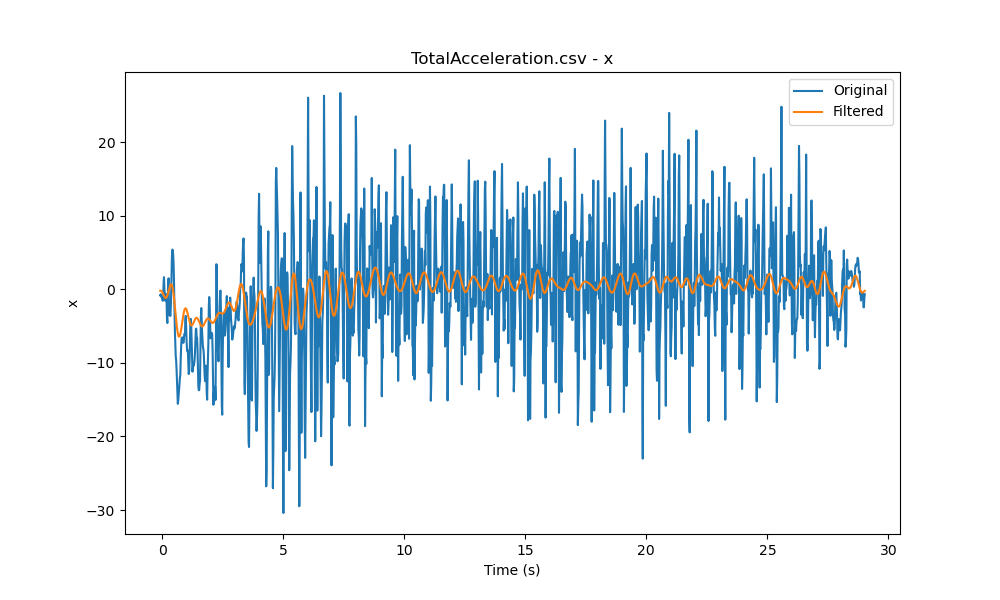 TotalAcceleration.csv - x
Original
Filtered
x
20
10
0
−10
−20
−30
0 5 10 15 20 25 30
Time (s)